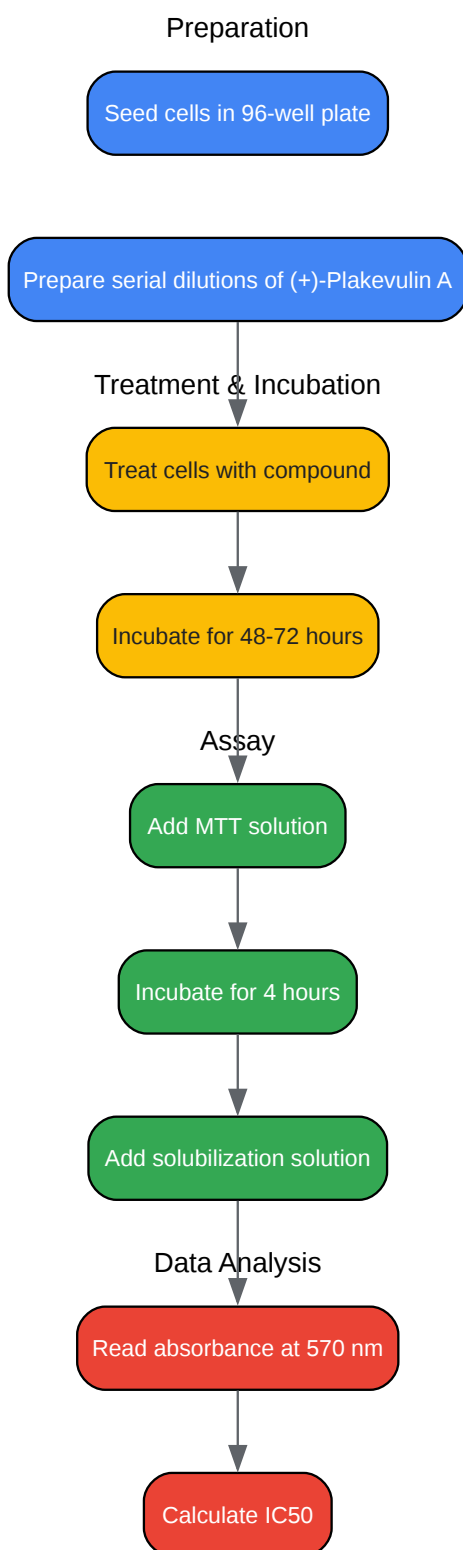 Preparation
Seed cells in 96-well plate
Prepare serial dilutions of (+)-Plakevulin A
Treatment & Incubation
Treat cells with compound
Incubate for 48-72 hours
Assay
Add MTT solution
Incubate for 4 hours
Add solubilization solution
Data Analysis
Read absorbance at 570 nm
Calculate IC50